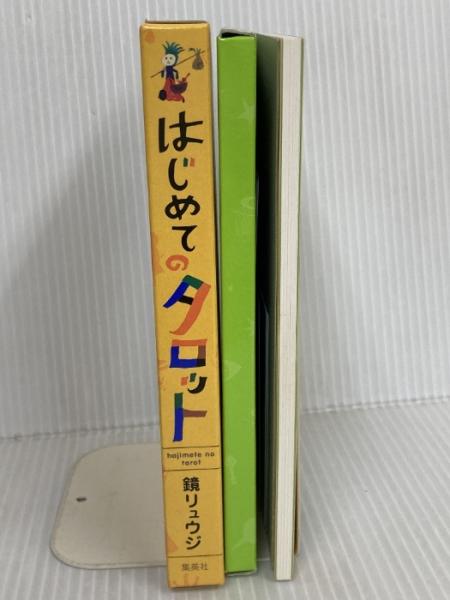 はじめての
タロット
hajimete no
tarot
鏡リュウジ
集英社